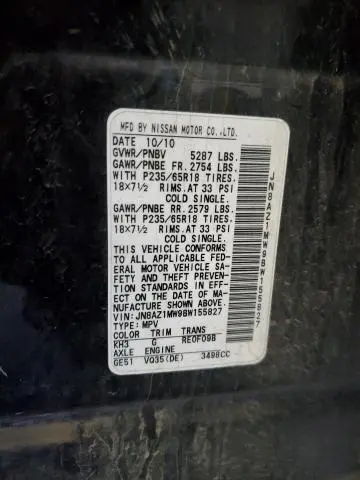 MFD BY NISSAN MOTOR CO.,LTD.
10/10
GVWR/PNBV 5287 LBS.
GAWR/PNBE FR. 2754 LBS.
WITH P235/65R18 TIRES.
18×7½ RIMS.AT 33 PSI
COLD SINGLE.
GAWR/PNBE RR. 2579 LBS.
WITH P235/65R18 TIRES.
18×7½ RIMS.AT 33 PSI
COLD SINGLE.
THIS VEHICLE CONFORMS
TO ALL APPLICABLE FED-
ERAL MOTOR VEHICLE SA-
FETY AND THEFT PREVEN-
TION STANDARDS IN EFF-
ECT ON THE DATE OF MA-
NUFACTURE SHOWN ABOVE.
VIN:JN8AZ1MW9BW155827
TYPE: MPV
COLOR TRIM TRANS
KH3 G RE0F09B
AXLE ENGINE
GE51 VQ35(DE) 3498CC
JN8AZ1MW9BW155827